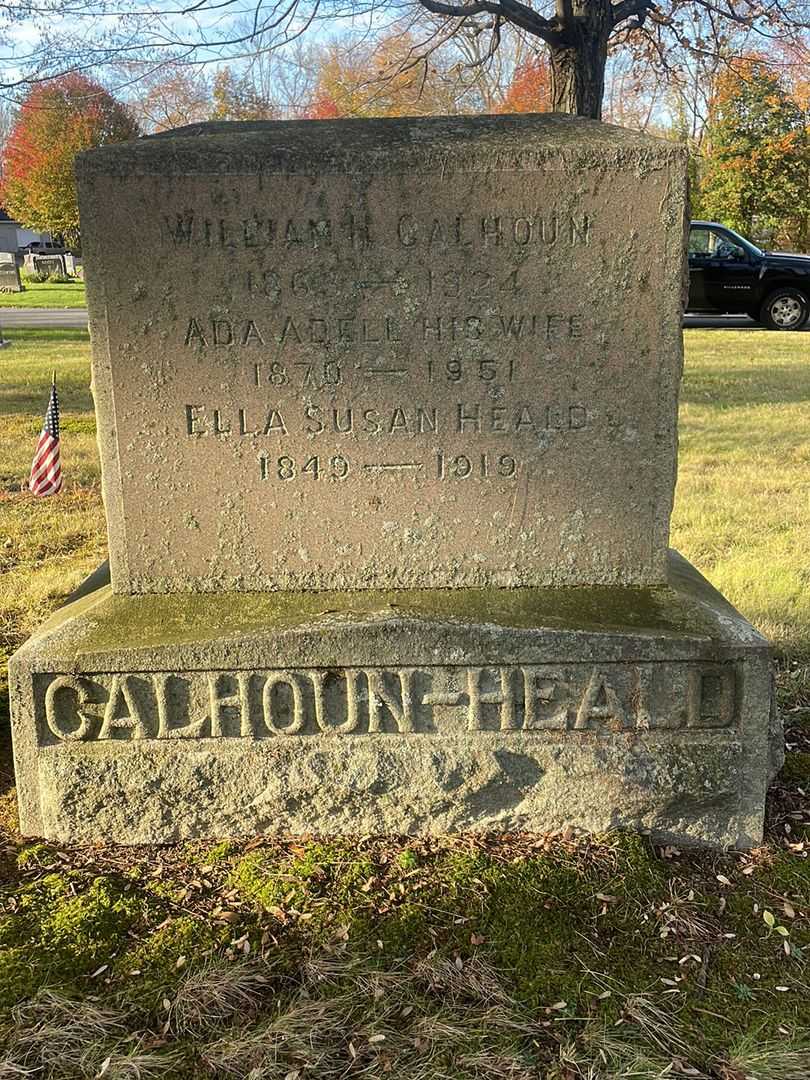 WILLIAM H. CALHOUN
— 1924
ADA ADELL HIS WIFE
1870 — 1951
ELLA SUSAN HEALD
1849 — 1919
CALHOUN-HEALD